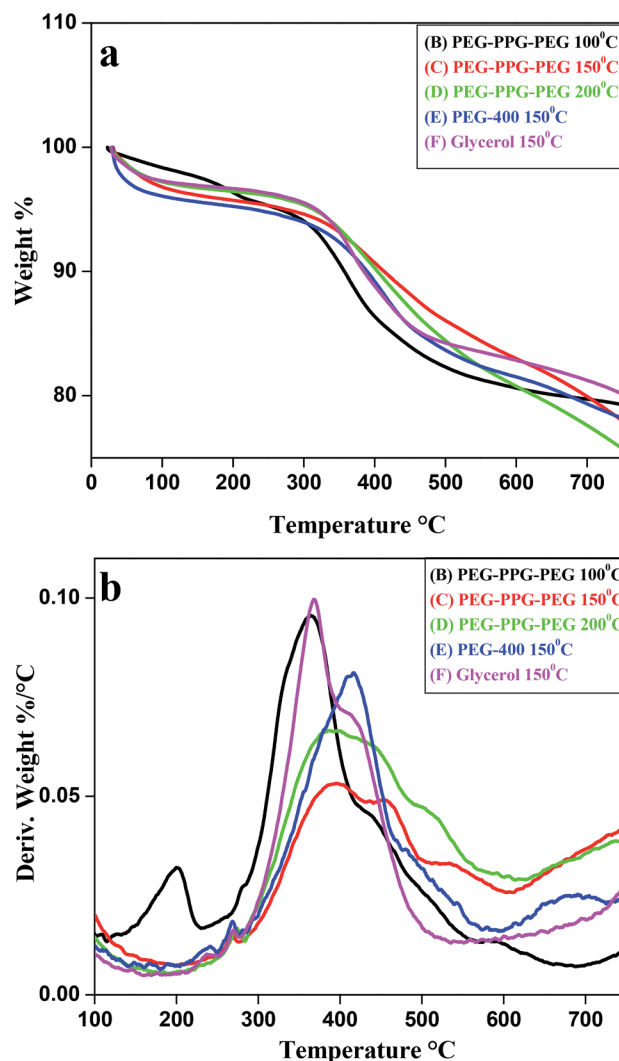 110
a
(B) PEG-PPG-PEG 100⁰C
(C) PEG-PPG-PEG 150⁰C
(D) PEG-PPG-PEG 200⁰C
(E) PEG-400 150⁰C
(F) Glycerol 150⁰C
100
90
80
Weight %
0 100 200 300 400 500 600 700
Temperature °C
b
(B) PEG-PPG-PEG 100⁰C
(C) PEG-PPG-PEG 150⁰C
(D) PEG-PPG-PEG 200⁰C
(E) PEG-400 150⁰C
(F) Glycerol 150⁰C
0.10
0.05
0.00
Deriv. Weight %/°C
100 200 300 400 500 600 700
Temperature °C